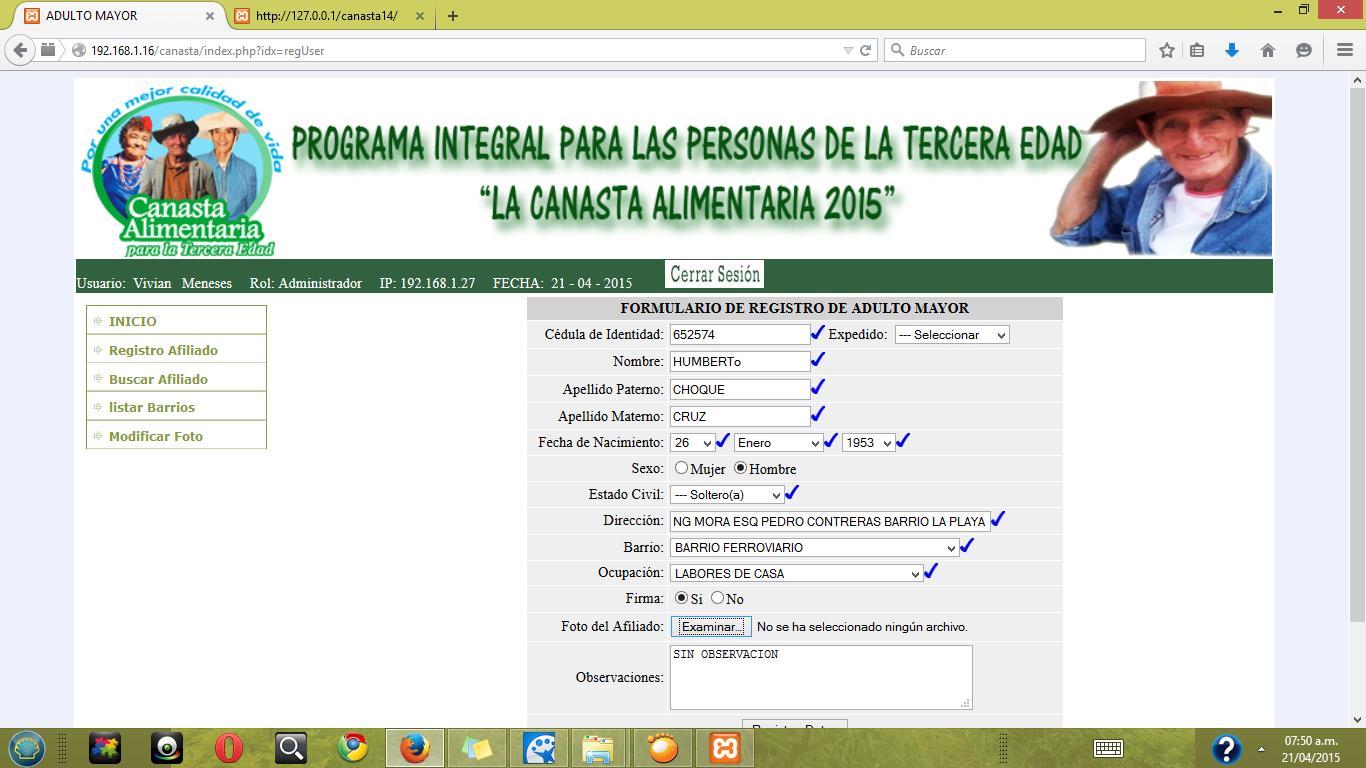 ADULTO MAYOR
http://127.0.0.1/canasta14/
192.168.1.16/canasta/index.php?idx=regUser
Buscar
Por una mejor calidad de vida
Canasta
Alimentaria
para la Tercera Edad
PROGRAMA INTEGRAL PARA LAS PERSONAS DE LA TERCERA EDAD
“LA CANASTA ALIMENTARIA 2015”
Usuario: Vivian Meneses Rol: Administrador IP: 192.168.1.27 FECHA: 21 - 04 - 2015 Cerrar Sesión
INICIO
Registro Afiliado
Buscar Afiliado
listar Barrios
Modificar Foto
FORMULARIO DE REGISTRO DE ADULTO MAYOR
Cédula de Identidad: 652574 Expedido: --- Seleccionar
Nombre: HUMBERTo
Apellido Paterno: CHOQUE
Apellido Materno: CRUZ
Fecha de Nacimiento: 26 Enero 1953
Sexo: Mujer Hombre
Estado Civil: --- Soltero(a)
Dirección: NG MORA ESQ PEDRO CONTRERAS BARRIO LA PLAYA
Barrio: BARRIO FERROVIARIO
Ocupación: LABORES DE CASA
Firma: Si No
Foto del Afiliado: Examinar... No se ha seleccionado ningún archivo.
Observaciones: SIN OBSERVACION
07:50 a.m.
21/04/2015